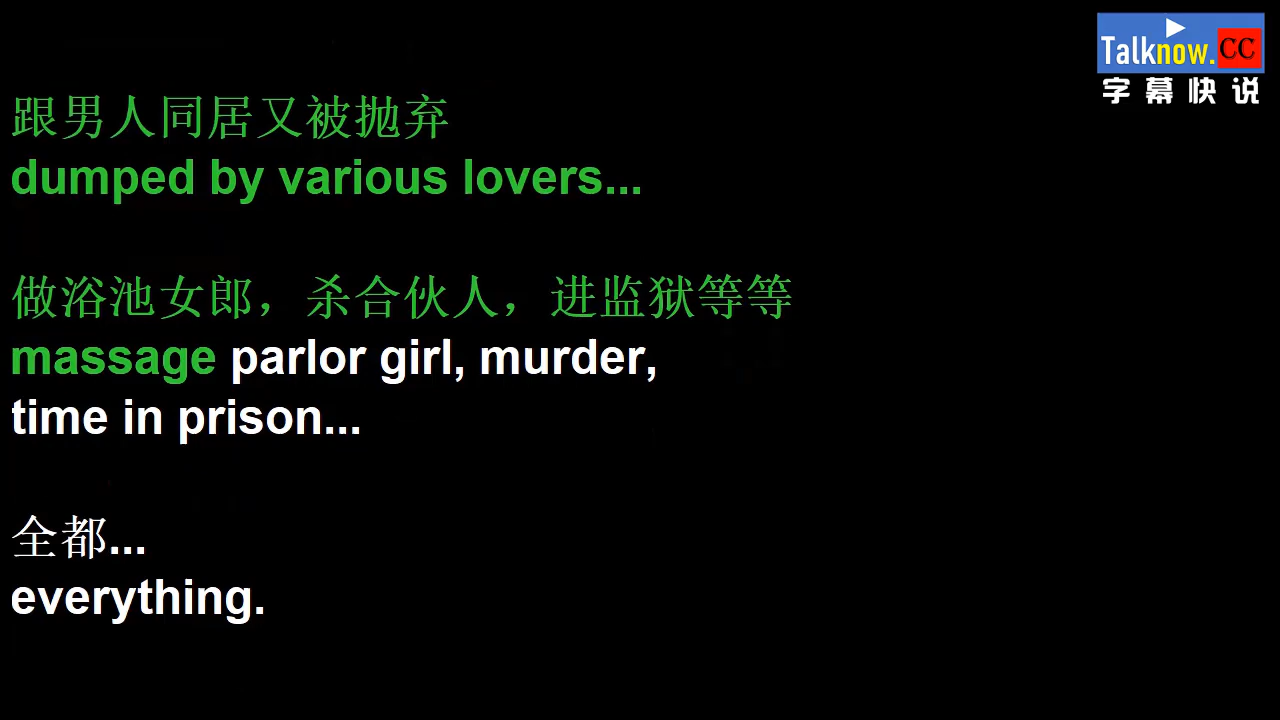 Talknow.CC
字幕快说
跟男人同居又被抛弃
dumped by various lovers...
做浴池女郎，杀合伙人，进监狱等等
massage parlor girl, murder,
time in prison...
全都...
everything.